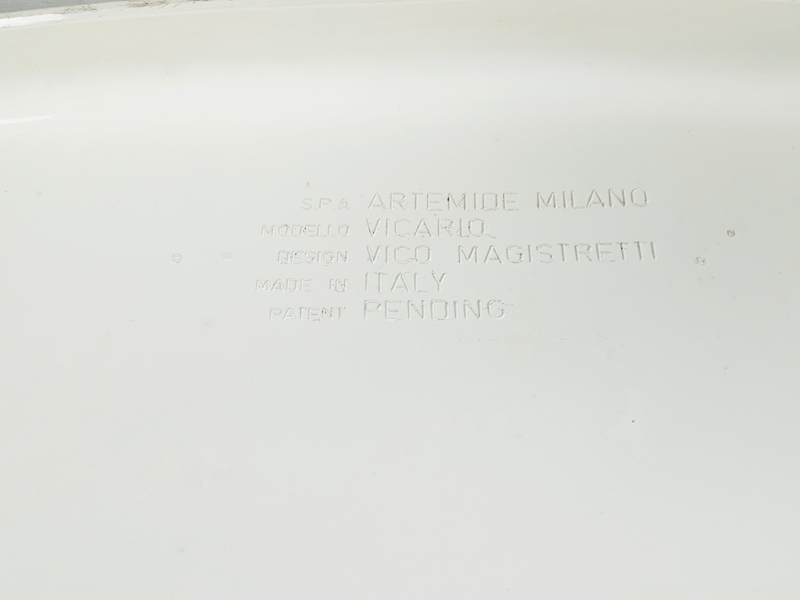 S.P.A ARTEMIDE MILANO
MODELLO VICARIO
DESIGN VICO MAGISTRETTI
MADE IN ITALY
PATENT PENDING